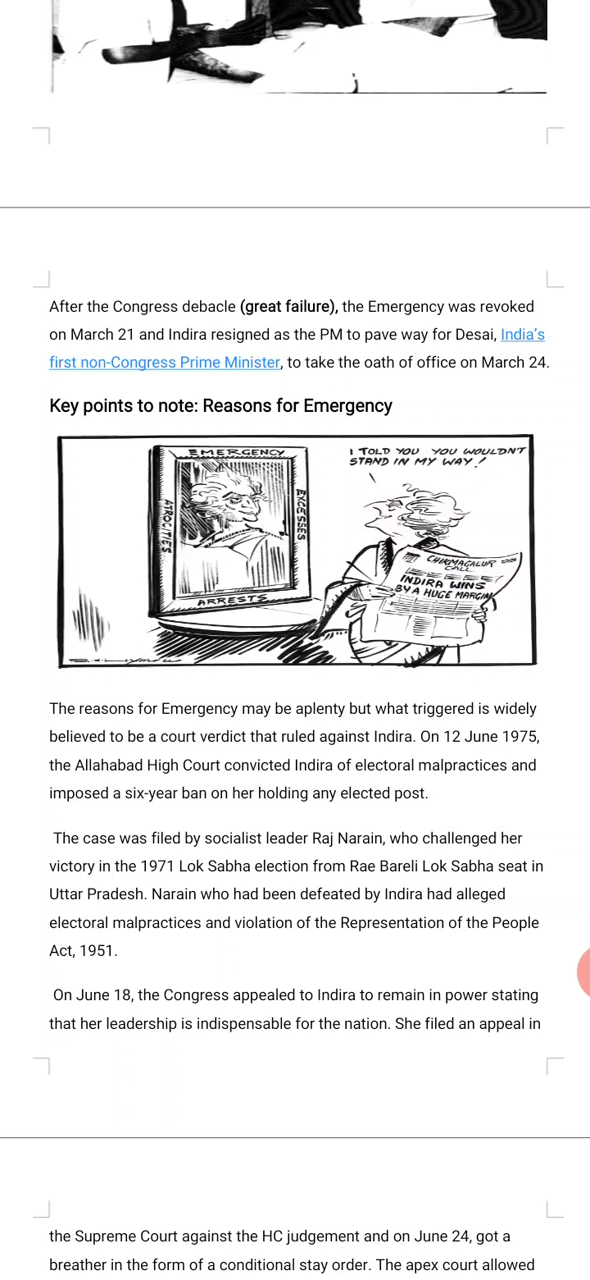 After the Congress debacle (great failure), the Emergency was revoked
on March 21 and Indira resigned as the PM to pave way for Desai, India's
first non-Congress Prime Minister, to take the oath of office on March 24.
Key points to note: Reasons for Emergency
EMERGENCY
ATROCITIES
EXCESSES
ARRESTS
I TOLD YOU YOU WOULDN'T
STAND IN MY WAY!
CHIKMAGALUR
CALL
INDIRA WINS
BY A HUGE MARGIN
The reasons for Emergency may be aplenty but what triggered is widely
believed to be a court verdict that ruled against Indira. On 12 June 1975,
the Allahabad High Court convicted Indira of electoral malpractices and
imposed a six-year ban on her holding any elected post.
The case was filed by socialist leader Raj Narain, who challenged her
victory in the 1971 Lok Sabha election from Rae Bareli Lok Sabha seat in
Uttar Pradesh. Narain who had been defeated by Indira had alleged
electoral malpractices and violation of the Representation of the People
Act, 1951.
On June 18, the Congress appealed to Indira to remain in power stating
that her leadership is indispensable for the nation. She filed an appeal in
the Supreme Court against the HC judgement and on June 24, got a
breather in the form of a conditional stay order. The apex court allowed